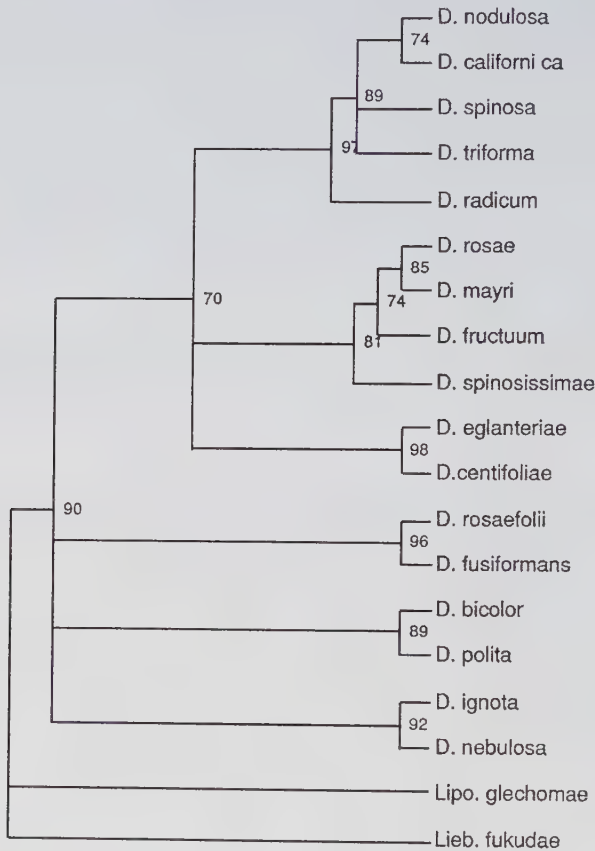 D. nodulosa
74
D. californi ca
89
D. spinosa
97
D. triforma
D. radicum
D. rosae
85
D. mayri
70
74
D. fructuum
81
D. spinosissimae
D. eglanteriae
98
D.centifoliae
90
D. rosaefolii
96
D. fusiformans
D. bicolor
89
D. polita
D. ignota
92
D. nebulosa
Lipo. glechomae
Lieb. fukudae